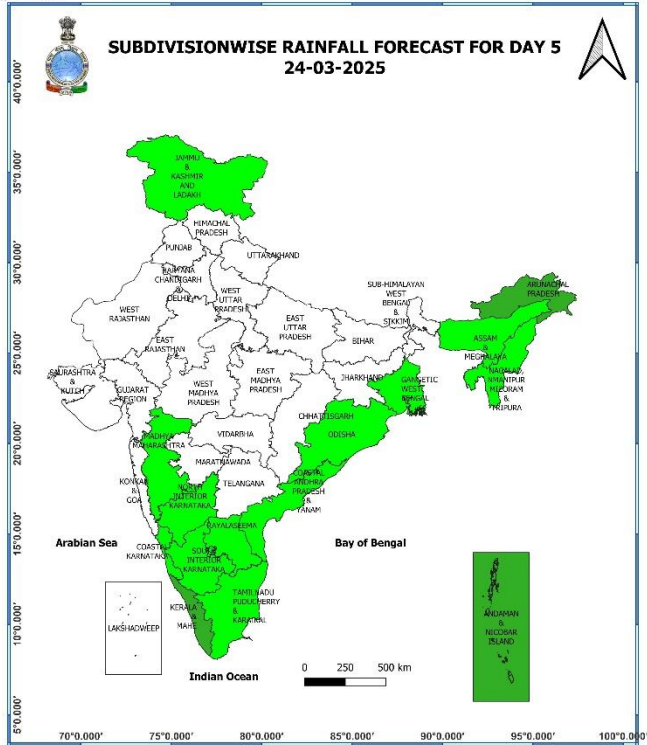 SUBDIVISIONWISE RAINFALL FORECAST FOR DAY 5
24-03-2025
40°0.000'
35°0.000'
30°0.000'
25°0.000'
20°0.000'
15°0.000'
10°0.000'
5°0.000'
JAMMU
&
KASHMIR
AND
LADAKH
HIMACHAL
PRADESH
PUNJAB
UTTARAKHAND
CHANDIGARH
&
DELHI
WEST
UTTAR
PRADESH
WEST
RAJASTHAN
EAST
RAJASTHAN
EAST
UTTAR
PRADESH
SUB-HIMALAYAN
WEST
BENGAL
&
SIKKIM
ARUNACHAL
PRADESH
ASSAM
&
MEGHALAYA
NAGALAD,
NMANIPUR
MIZORAM
&
TRIPURA
BIHAR
JHARKHAND
GANGETIC
WEST
BENGAL
SAURASHTRA
&
KUTCH
GUJARAT
REGION
WEST
MADHYA
PRADESH
EAST
MADHYA
PRADESH
CHHATTISGARH
ODISHA
MADHYA
MAHARASHTRA
VIDARBHA
MARATHAWADA
TELANGANA
KONKAN
&
GOA
NORTH
INTERIOR
KARNATAKA
COASTAL
ANDHRA
PRADESH
&
YANAM
RAYALASEEMA
COASTAL
KARNATAKA
SOUTH
INTERIOR
KARNATAKA
TAMILNADU
PUDUCHERRY
&
KARAIKAL
KERALA
&
MAHE
LAKSHADWEEP
ANDAMAN
&
NICOBAR
ISLAND
Arabian Sea
Bay of Bengal
Indian Ocean
0 250 500 km
70°0.000' 75°0.000' 80°0.000' 85°0.000' 90°0.000' 95°0.000' 100°0.000'